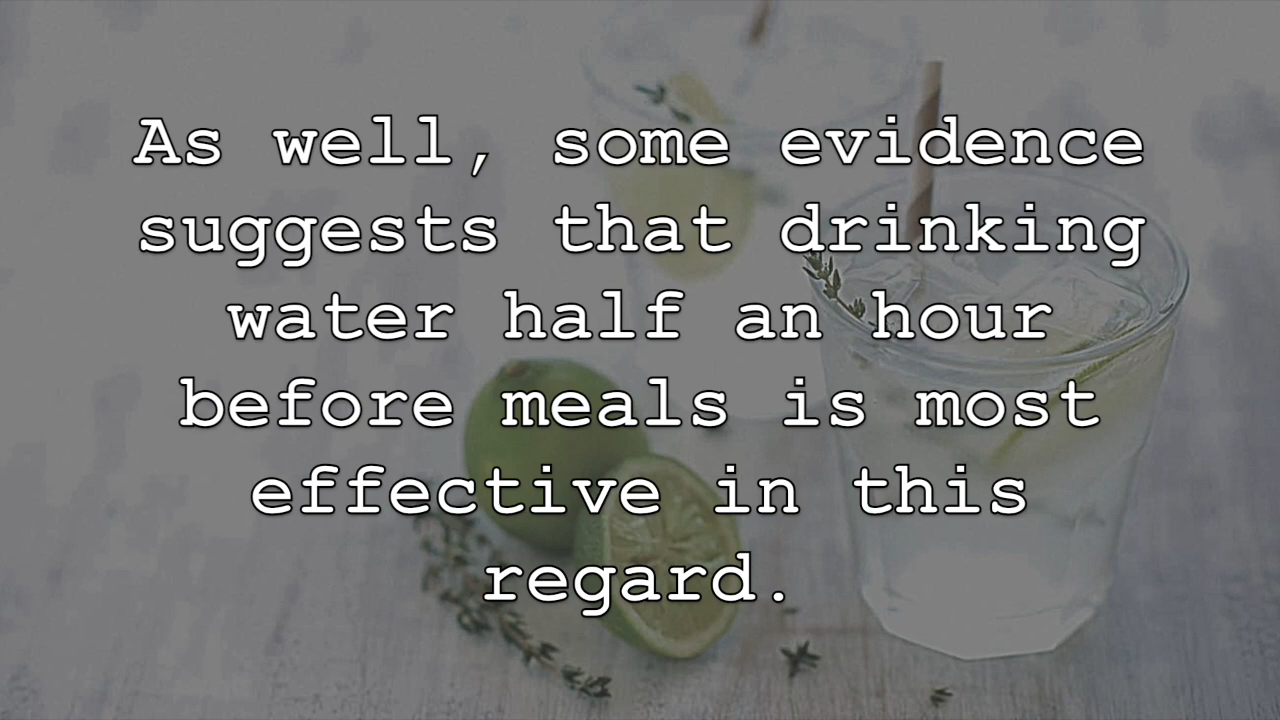 As well, some evidence
suggests that drinking
water half an hour
before meals is most
effective in this
regard.